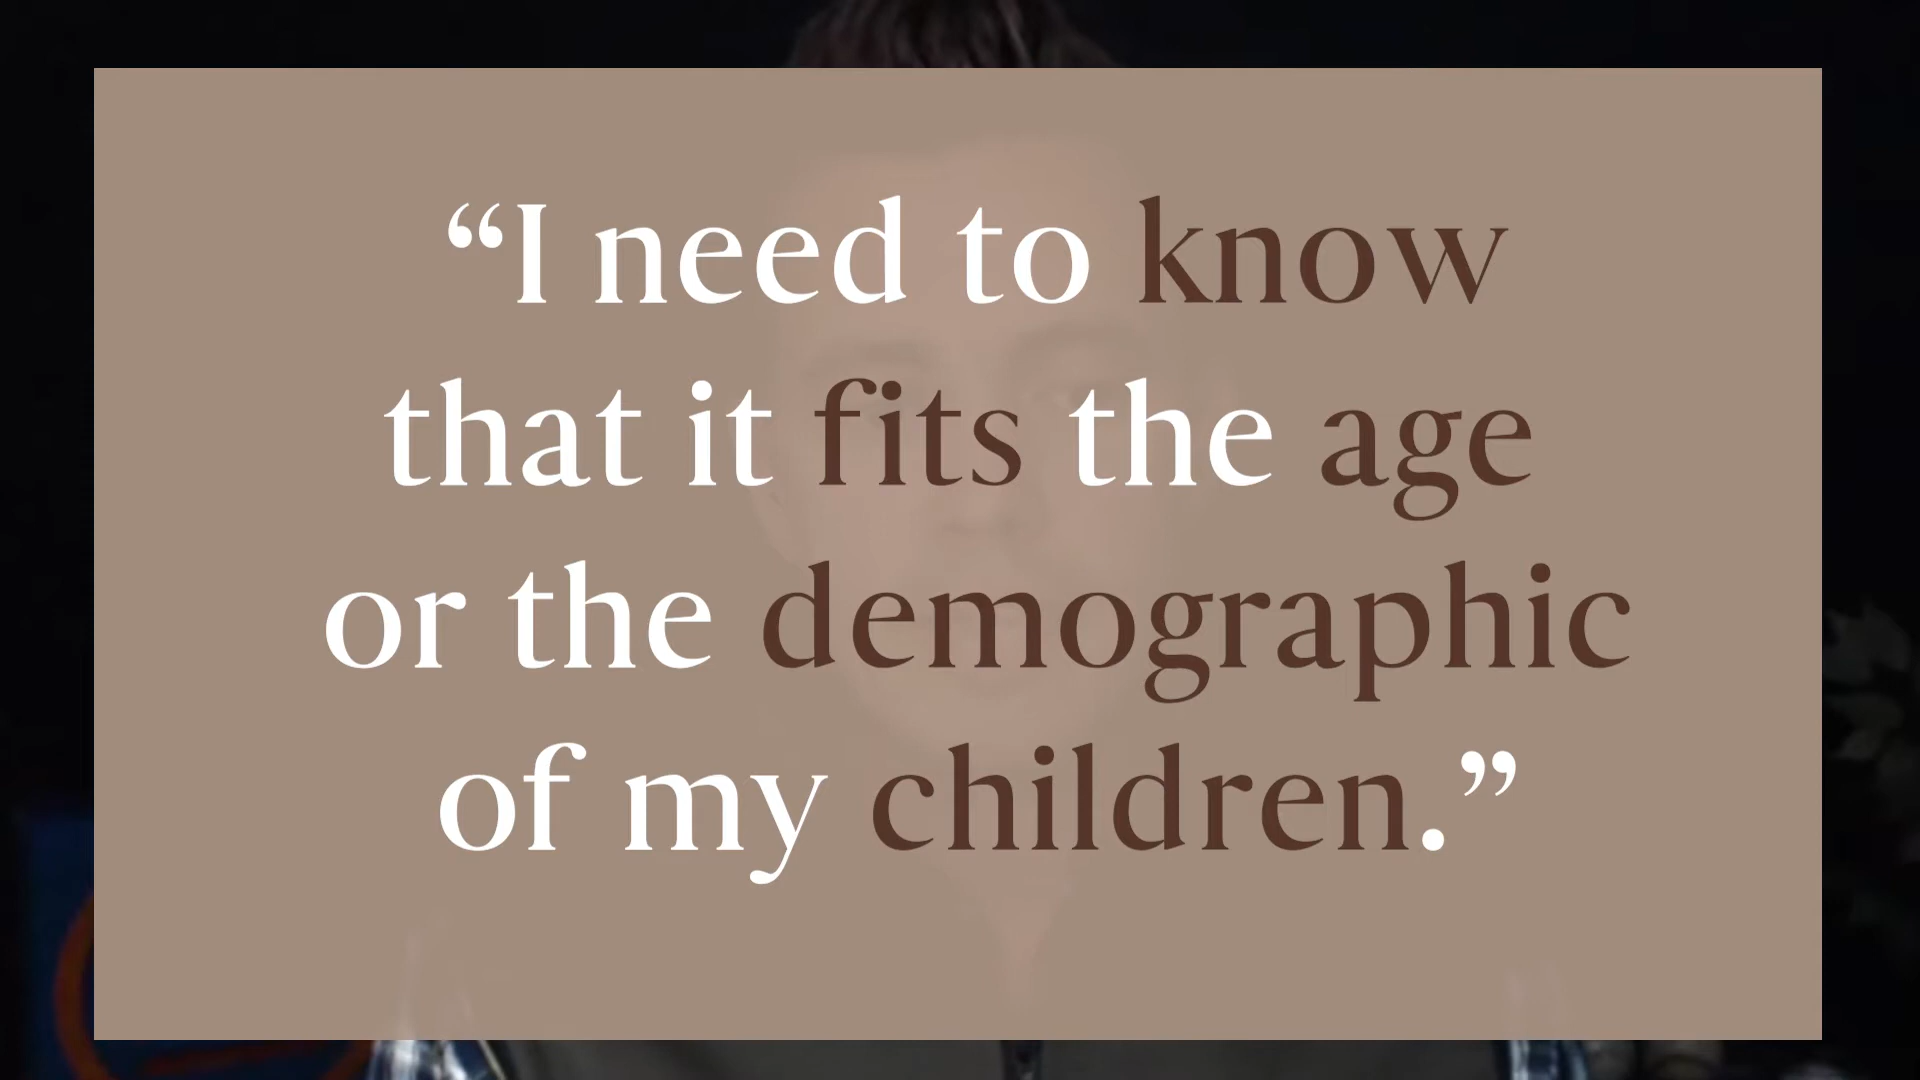 “I need to know
that it fits the age
or the demographic
of my children.”